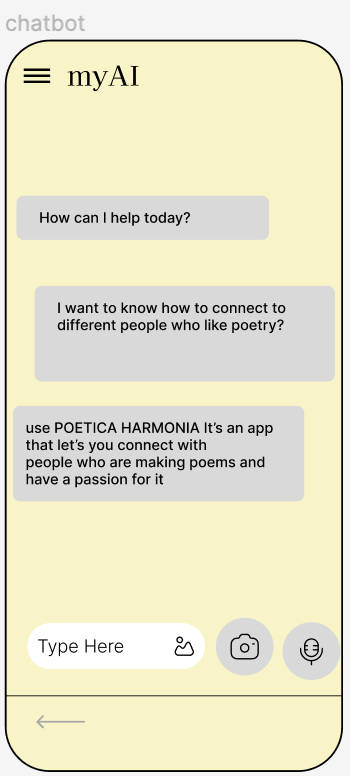 chatbot
myAI
How can I help today?
I want to know how to connect to
different people who like poetry?
use POETICA HARMONIA It’s an app
that let’s you connect with
people who are making poems and
have a passion for it
Type Here